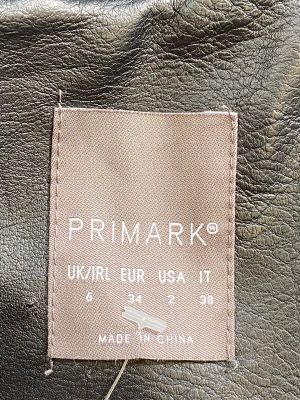 PRIMARK®
UK/IRL EUR USA IT
6 34 2 38
MADE IN CHINA